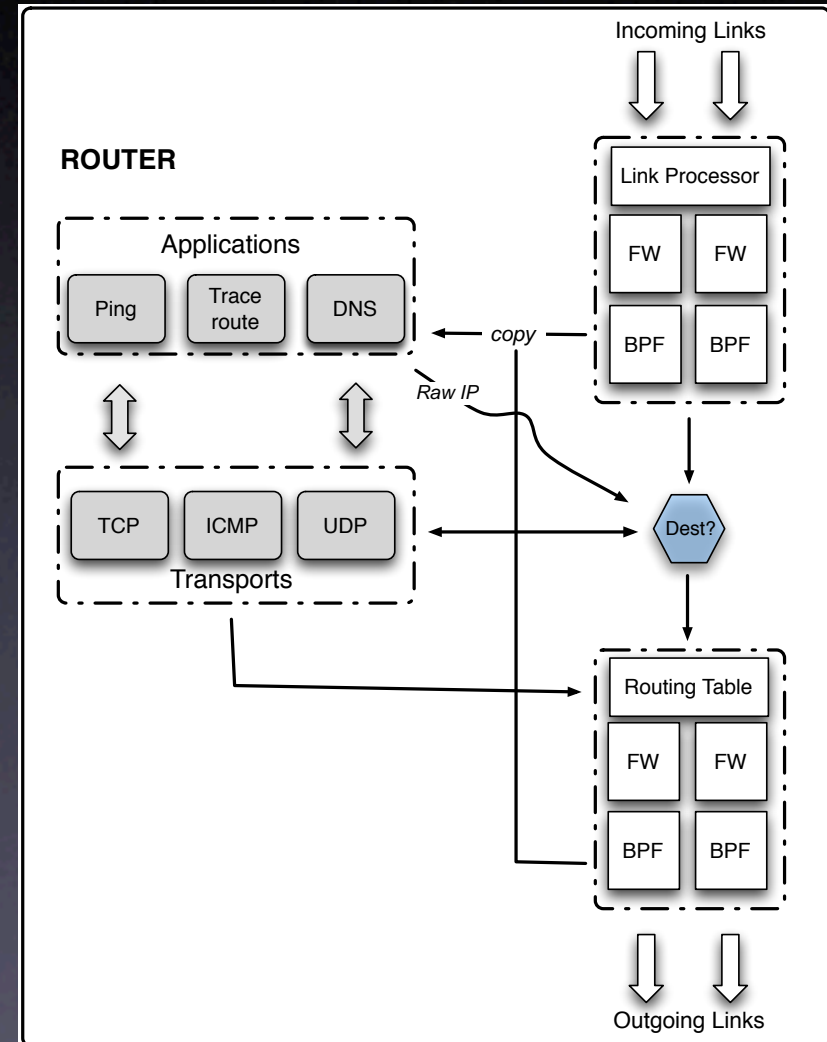 Incoming Links
ROUTER
Link Processor
FW FW
BPF BPF
Applications
Ping
Trace
route
DNS
copy
Raw IP
TCP ICMP UDP
Transports
Dest?
Routing Table
FW FW
BPF BPF
Outgoing Links